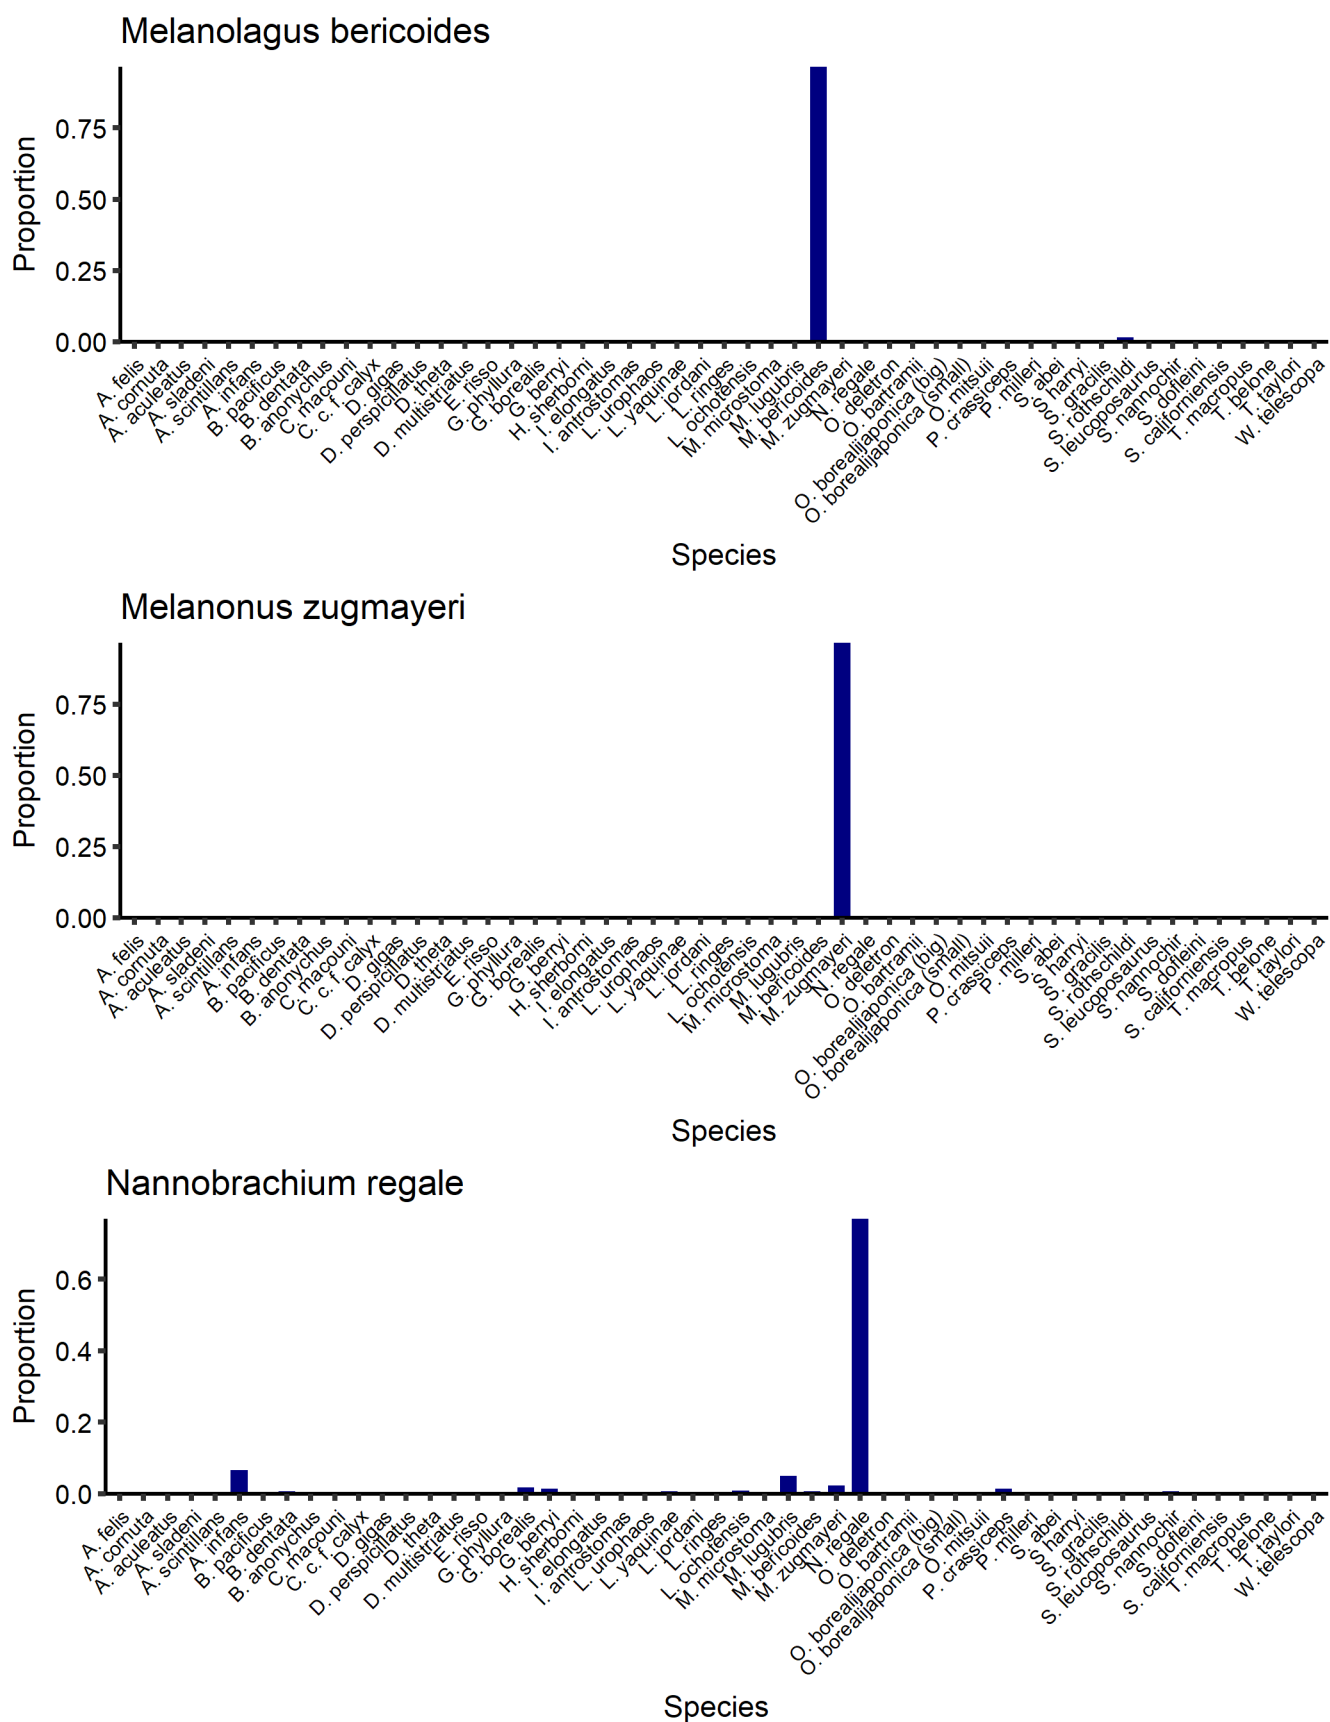 Melanolagus bericoides
Proportion
0.75
0.50
0.25
0.00
A. felis
A. cornuta
A. aculeatus
A. sladeni
A. scintillans
A. infans
B. pacificus
B. dentata
B. anonychus
C. macouni
C. c. f. calyx
D. gigas
D. perspicillatus
D. theta
D. multistriatus
E. risso
G. phyllura
G. borealis
G. berryi
H. sherborni
I. elongatus
I. antrostomas
L. urophaos
L. yaquinae
L. jordani
L. ringes
L. ochotensis
M. microstoma
M. lugubris
M. bericoides
M. zugmayeri
N. regale
O. deletron
O. bartramii
O. borealijaponica (big)
O. borealijaponica (small)
O. mitsuii
P. crassiceps
P. milleri
S. abei
S harryi
S. gracilis
S. rothschildi
S. leucoposaurus
S. nannochir
S. dofleini
S. californiensis
T. macropus
T. belone
T. taylori
W. telescopa
Species
Melanonus zugmayeri
Proportion
0.75
0.50
0.25
0.00
A. felis
A. cornuta
A. aculeatus
A. sladeni
A. scintillans
A. infans
B. pacificus
B. dentata
B. anonychus
C. macouni
C. c. f. calyx
D. gigas
D. perspicillatus
D. theta
D. multistriatus
E. risso
G. phyllura
G. borealis
G. berryi
H. sherborni
I. elongatus
I. antrostomas
L. urophaos
L. yaquinae
L. jordani
L. ringes
L. ochotensis
M. microstoma
M. lugubris
M. bericoides
M. zugmayeri
N. regale
O. deletron
O. bartramii
O. borealijaponica (big)
O. borealijaponica (small)
O. mitsuii
P. crassiceps
P. milleri
S. abei
S harryi
S. gracilis
S. rothschildi
S. leucoposaurus
S. nannochir
S. dofleini
S. californiensis
T. macropus
T. belone
T. taylori
W. telescopa
Species
Nannobrachium regale
Proportion
0.6
0.4
0.2
0.0
A. felis
A. cornuta
A. aculeatus
A. sladeni
A. scintillans
A. infans
B. pacificus
B. dentata
B. anonychus
C. macouni
C. c. f. calyx
D. gigas
D. perspicillatus
D. theta
D. multistriatus
E. risso
G. phyllura
G. borealis
G. berryi
H. sherborni
I. elongatus
I. antrostomas
L. urophaos
L. yaquinae
L. jordani
L. ringes
L. ochotensis
M. microstoma
M. lugubris
M. bericoides
M. zugmayeri
N. regale
O. deletron
O. bartramii
O. borealijaponica (big)
O. borealijaponica (small)
O. mitsuii
P. crassiceps
P. milleri
S. abei
S harryi
S. gracilis
S. rothschildi
S. leucoposaurus
S. nannochir
S. dofleini
S. californiensis
T. macropus
T. belone
T. taylori
W. telescopa
Species